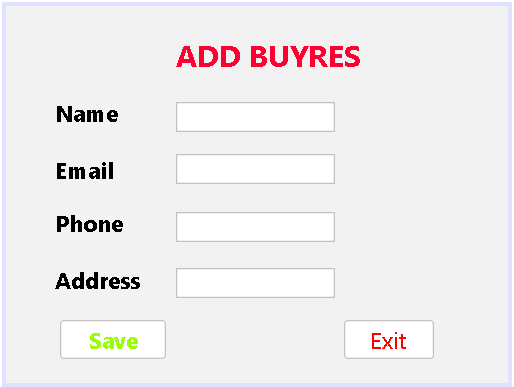 ADD BUYRES
Name
Email
Phone
Address
Save Exit